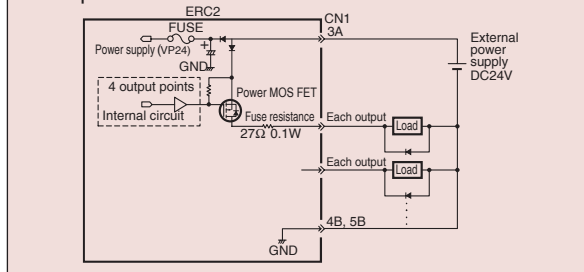 ERC2
CN1
FUSE
3A
Power supply (VP24)
+
GND
External
power
supply
DC24V
4 output points
Power MOS FET
Internal circuit
Fuse resistance
27Ω 0.1W
Each output
Load
Each output
Load
4B, 5B
GND